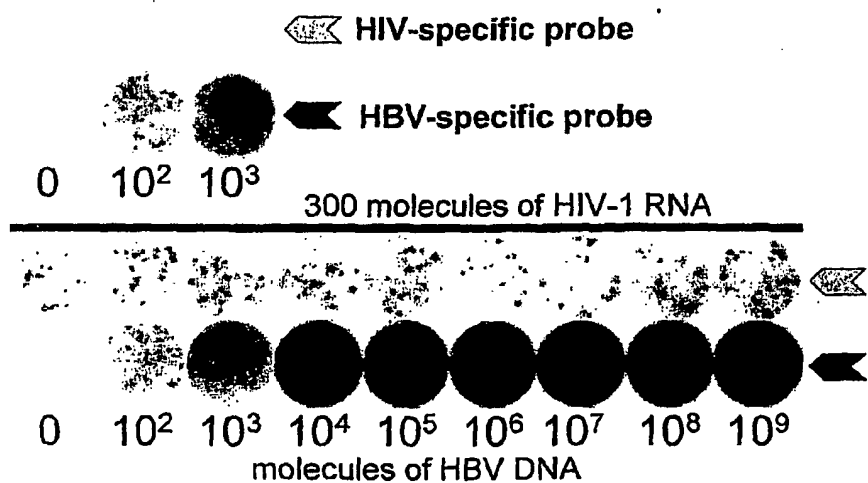 HIV-specific probe
HBV-specific probe
0 10² 10³
300 molecules of HIV-1 RNA
0 10² 10³ 10⁴ 10⁵ 10⁶ 10⁷ 10⁸ 10⁹
molecules of HBV DNA